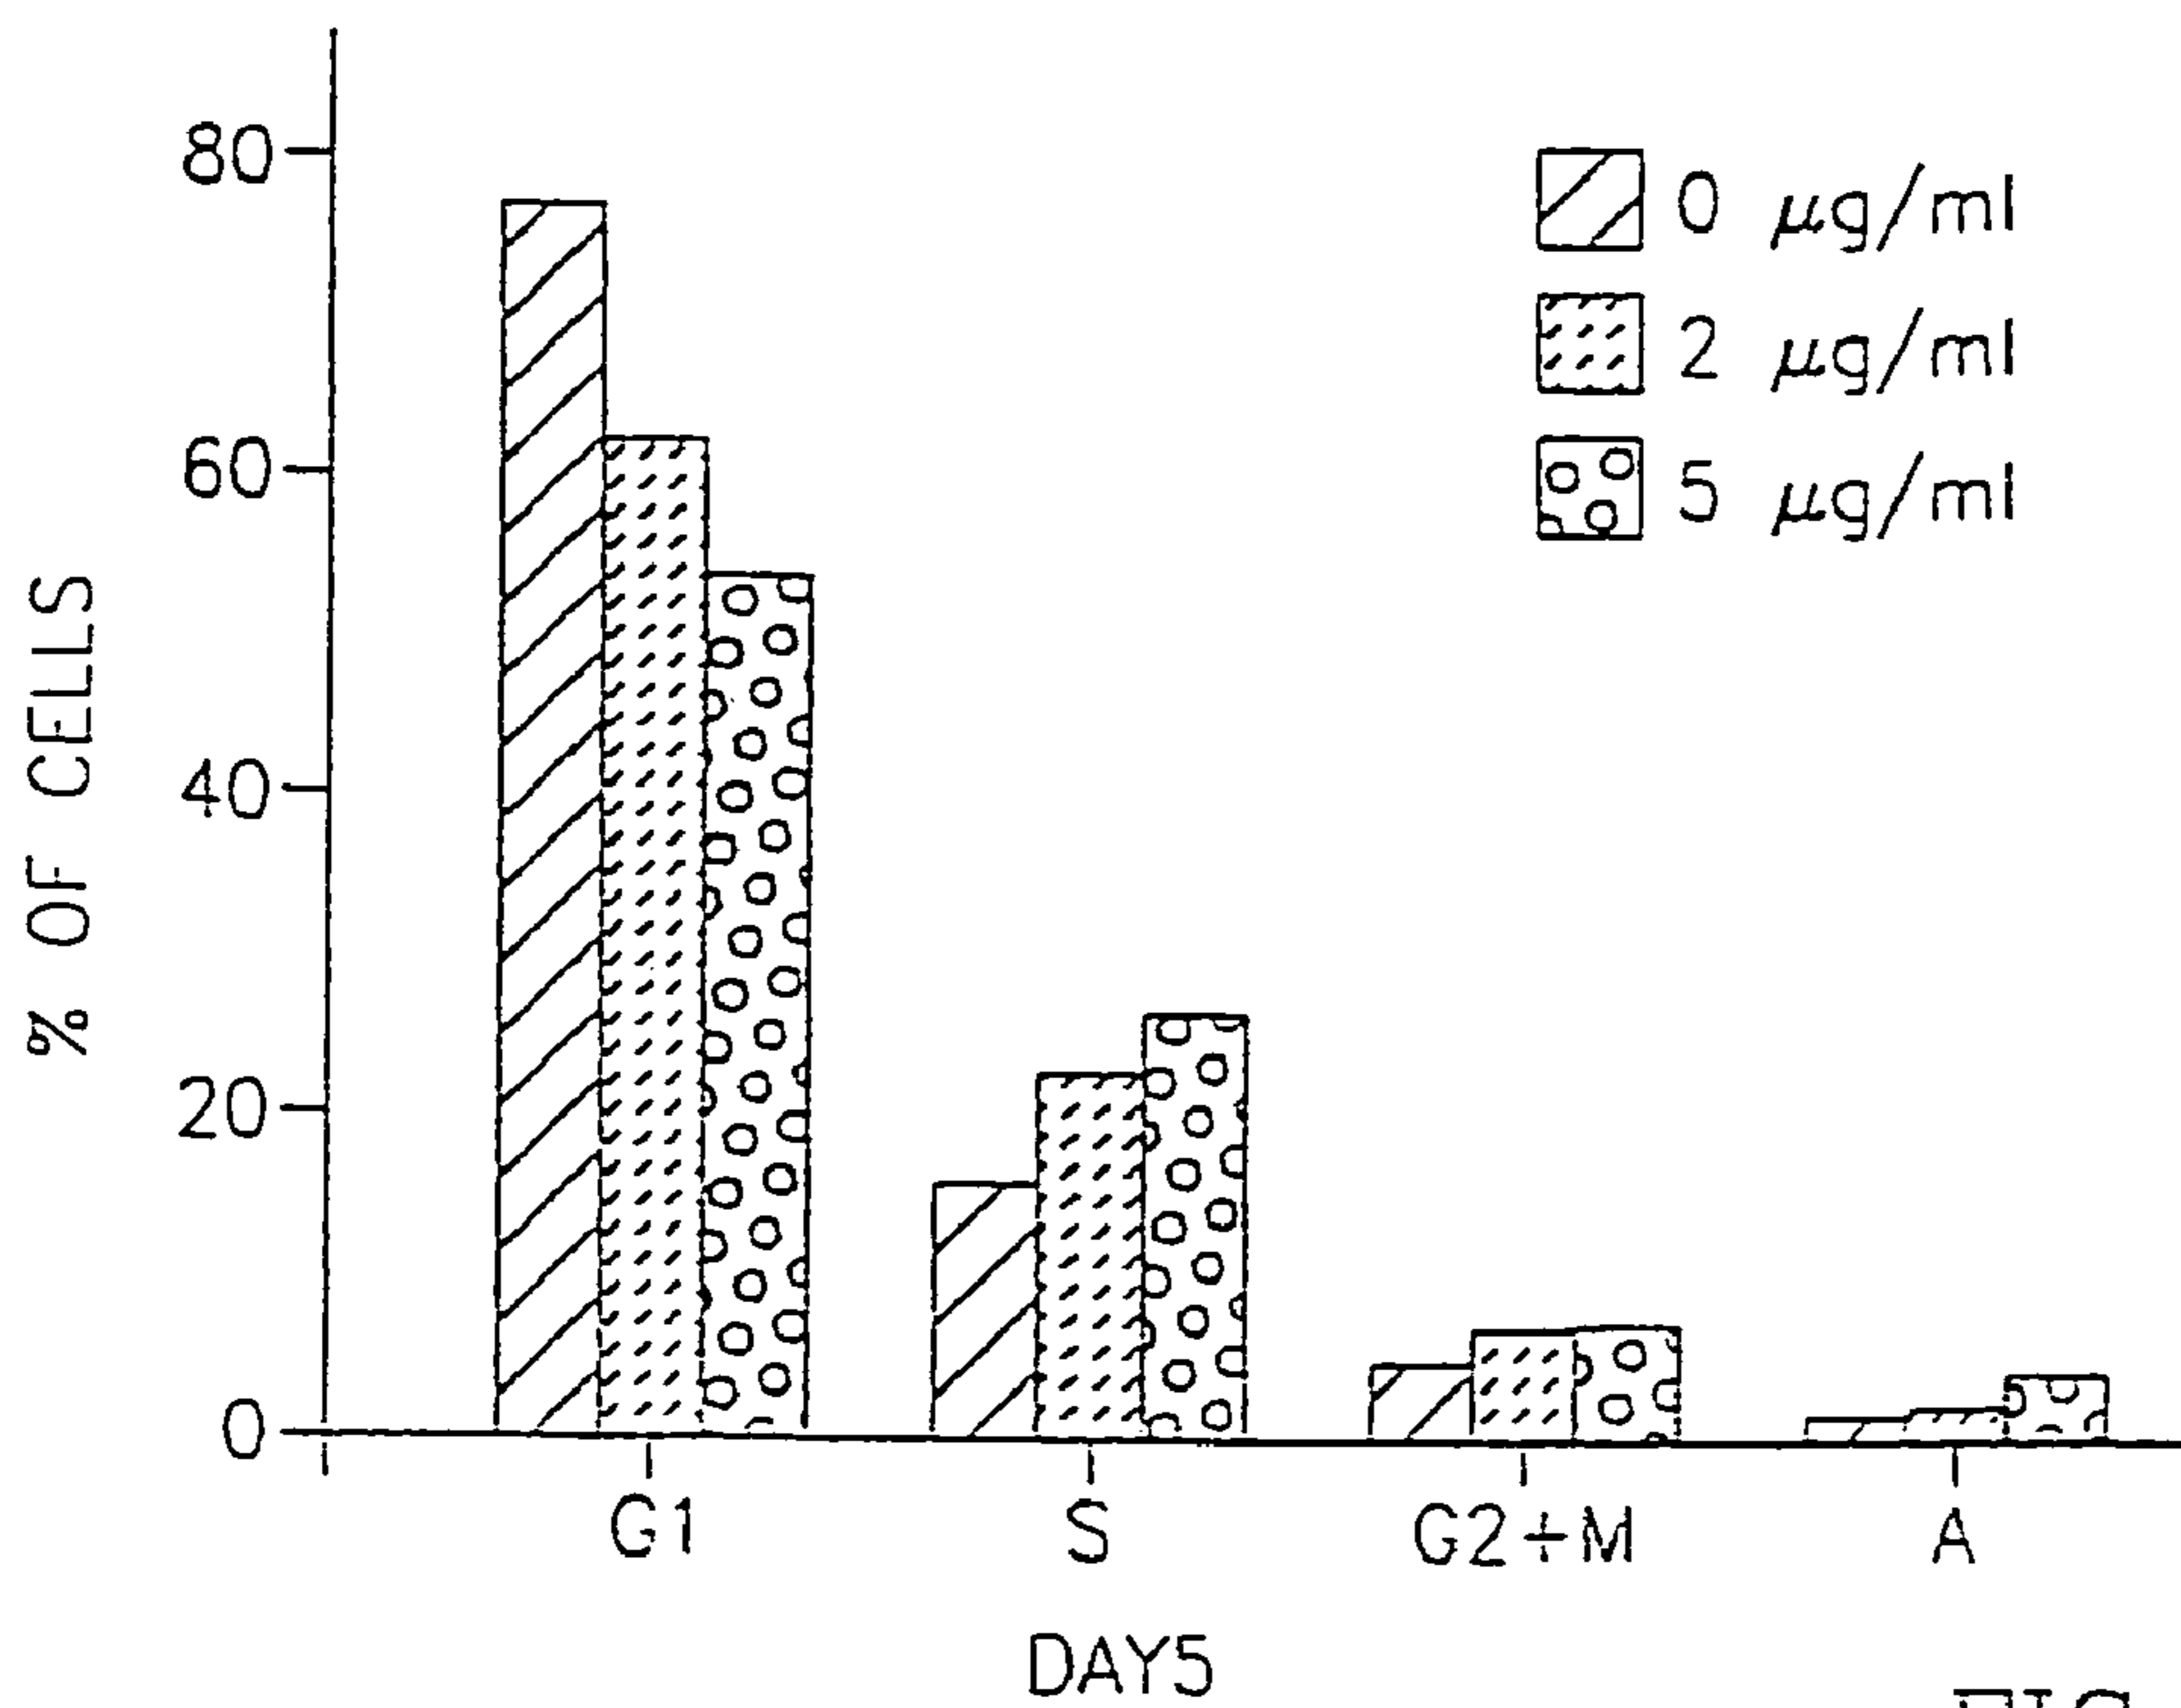 80
60
40
20
0
% OF CELLS
0 μg/ml
2 μg/ml
5 μg/ml
G1 S G2+M A
DAY5